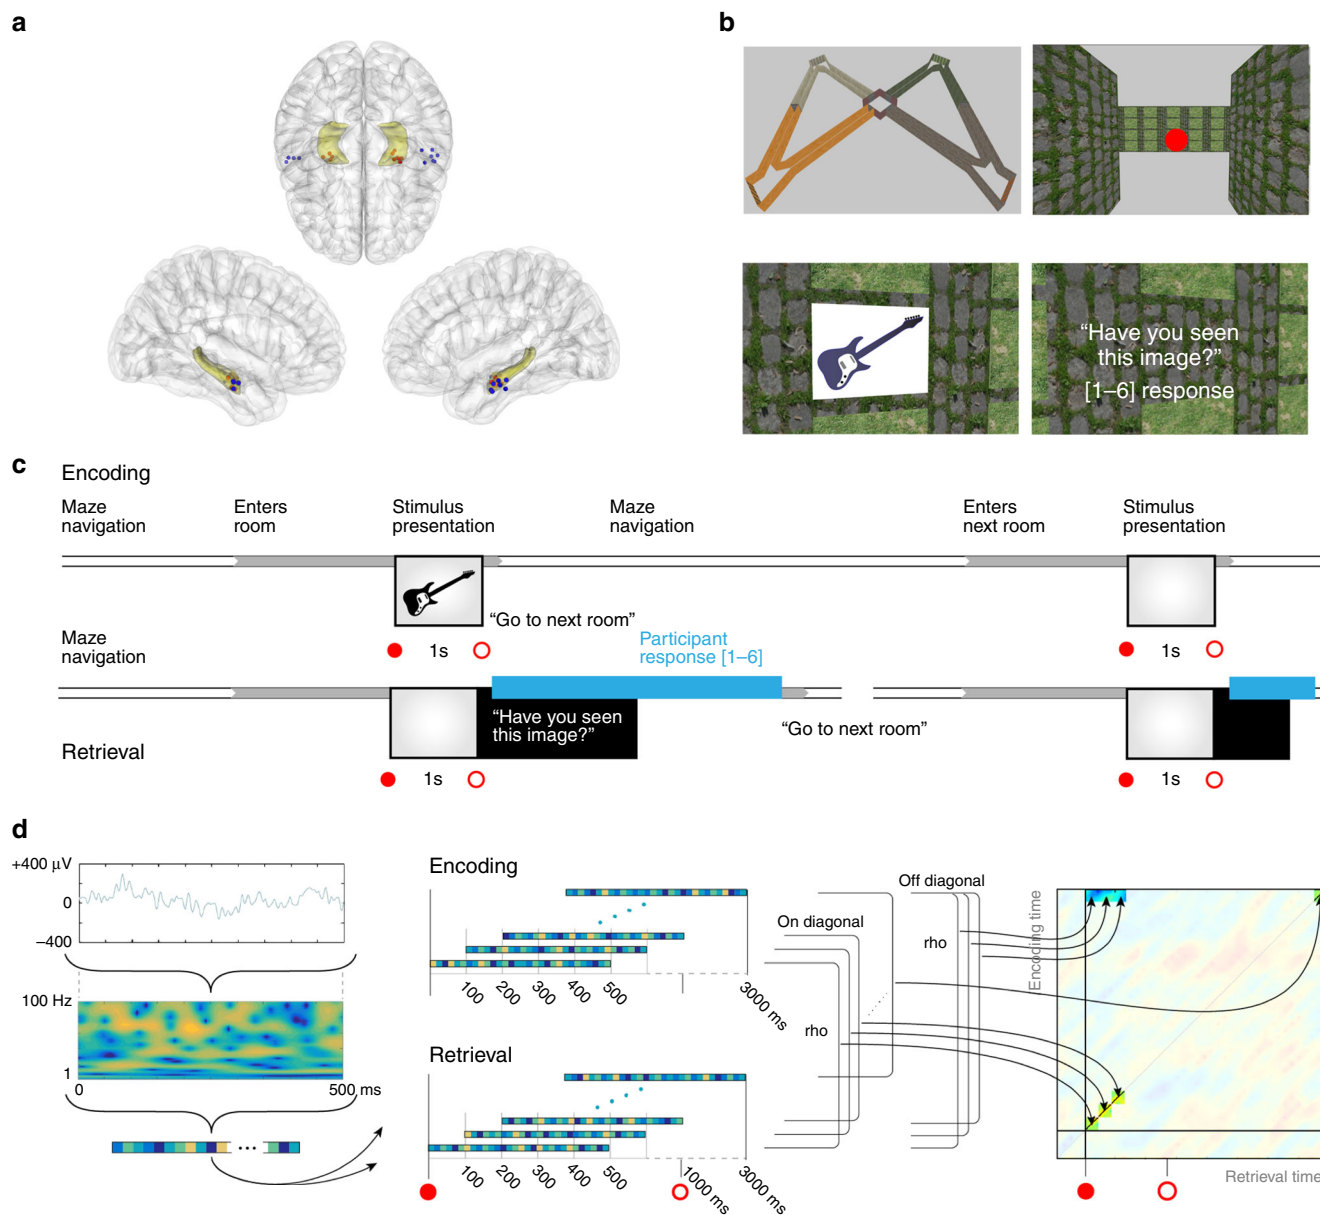 a
b
"Have you seen
this image?"
[1–6] response
c
Encoding
Maze
navigation
Enters
room
Stimulus
presentation
Maze
navigation
Enters
next room
Stimulus
presentation
"Go to next room"
1s
1s
Maze
navigation
Participant
response [1–6]
"Have you seen
this image?"
"Go to next room"
Retrieval
1s
1s
d
+400 µV
0
−400
100 Hz
1
0
500 ms
Encoding
100
200
300
400
500
3000 ms
Retrieval
100
200
300
400
500
1000 ms
3000 ms
Off diagonal
On diagonal
rho
rho
Encoding time
Retrieval time